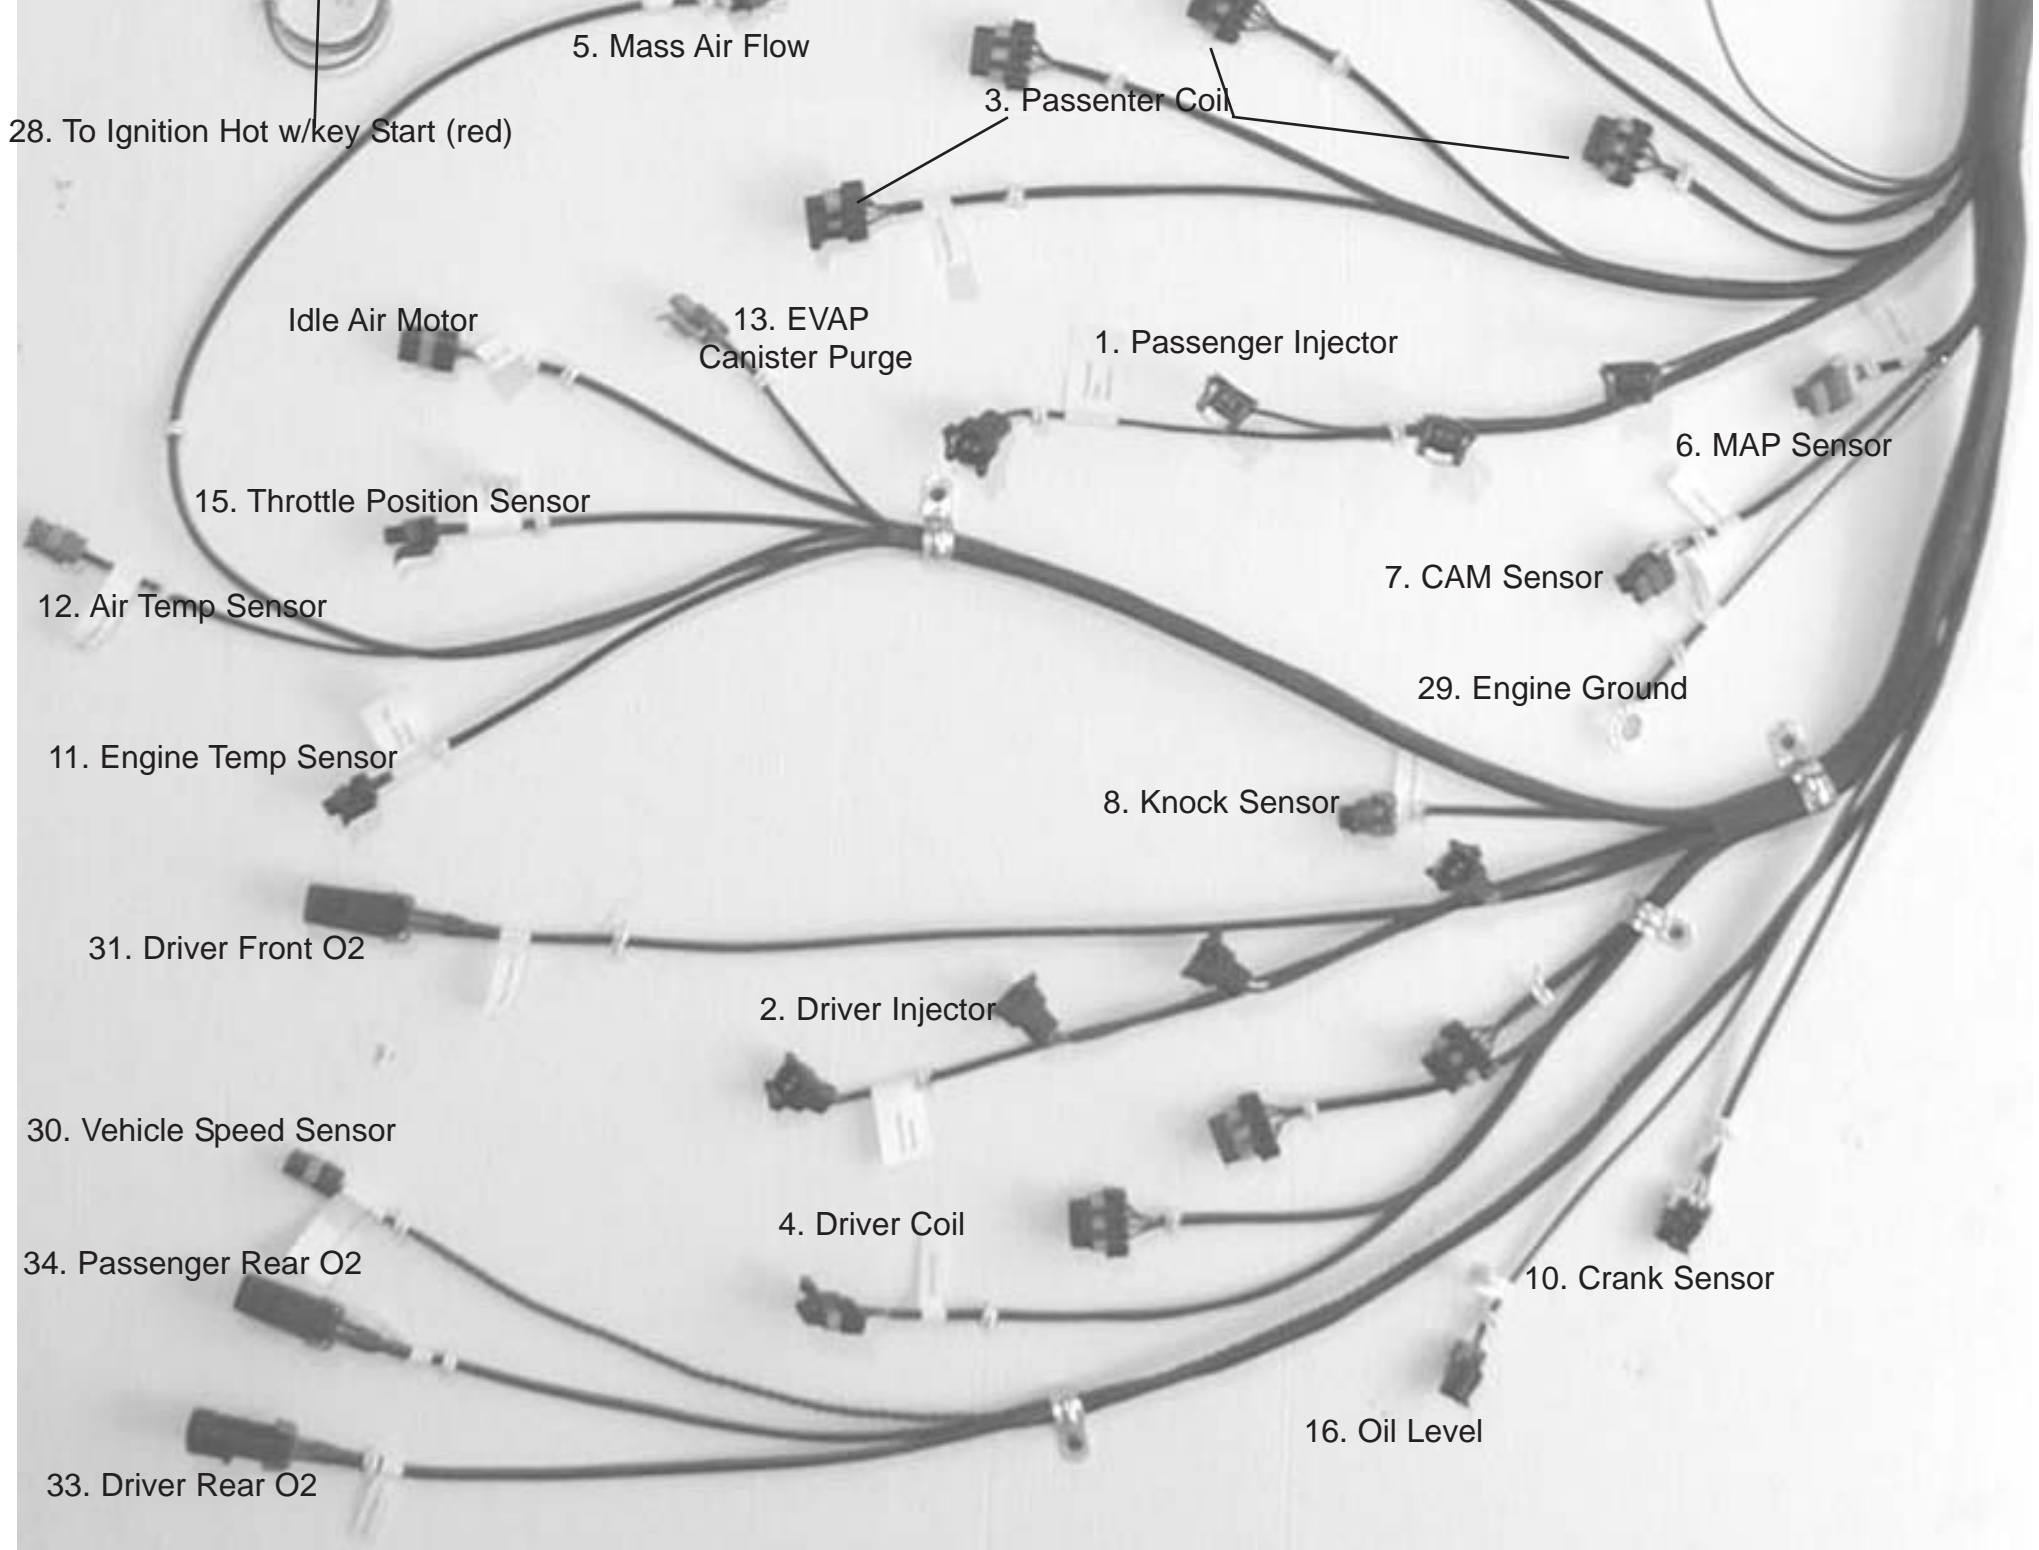 5. Mass Air Flow
3. Passenter Coil
28. To Ignition Hot w/key Start (red)
Idle Air Motor
13. EVAP
Canister Purge
1. Passenger Injector
6. MAP Sensor
15. Throttle Position Sensor
7. CAM Sensor
12. Air Temp Sensor
29. Engine Ground
11. Engine Temp Sensor
8. Knock Sensor
31. Driver Front O2
2. Driver Injector
30. Vehicle Speed Sensor
4. Driver Coil
34. Passenger Rear O2
10. Crank Sensor
16. Oil Level
33. Driver Rear O2